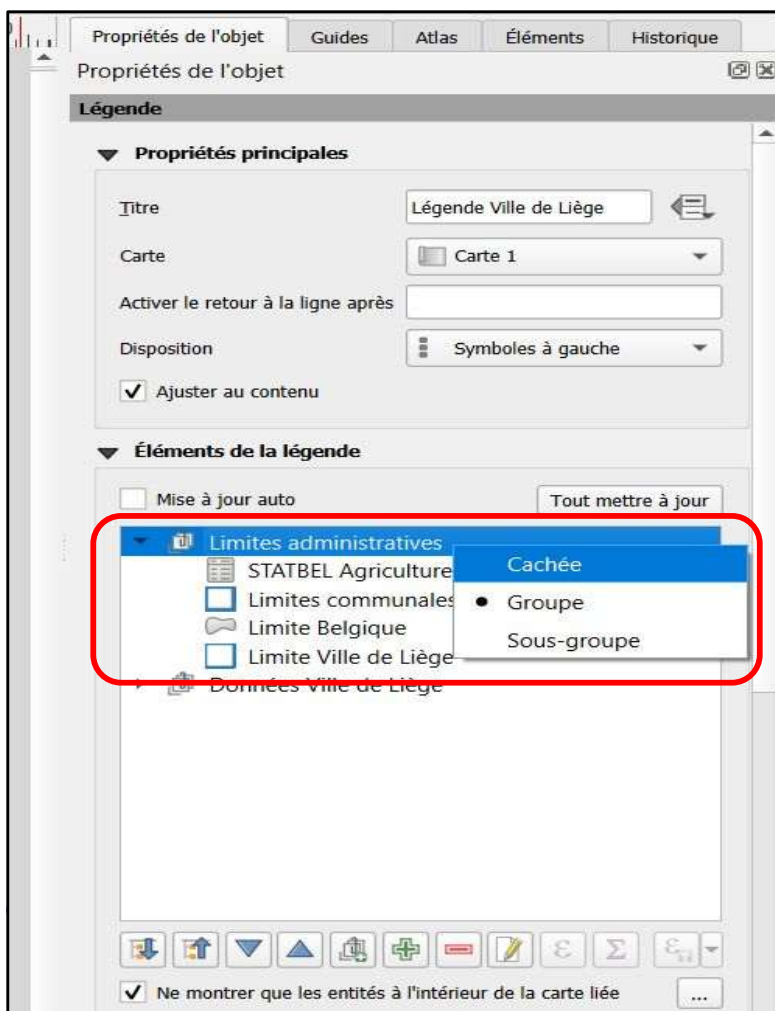 Propriétés de l'objet Guides Atlas Éléments Historique
Propriétés de l'objet
Légende
Propriétés principales
Titre Légende Ville de Liège
Carte Carte 1
Activer le retour à la ligne après
Disposition Symboles à gauche
Ajuster au contenu
Éléments de la légende
Mise à jour auto Tout mettre à jour
Limites administratives
STATBEL Agriculture Cachée
Limites communales Groupe
Limite Belgique
Sous-groupe
Limite Ville de Liège
Données Ville de Liège
ε Σ ε
Ne montrer que les entités à l'intérieur de la carte liée ...